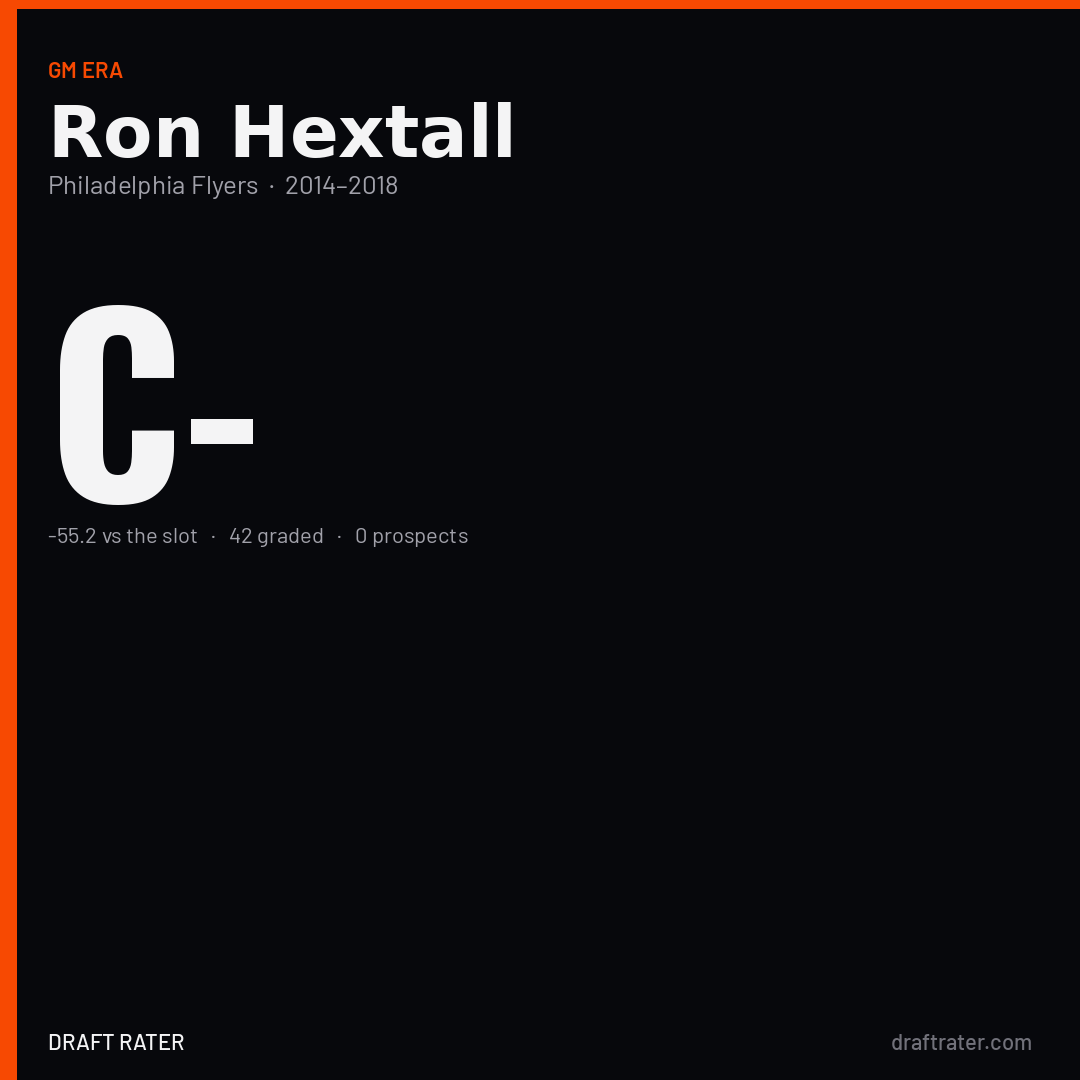 GM ERA
Ron Hextall
Philadelphia Flyers · 2014–2018
C-
-55.2 vs the slot · 42 graded · 0 prospects
DRAFT RATER
draftrater.com